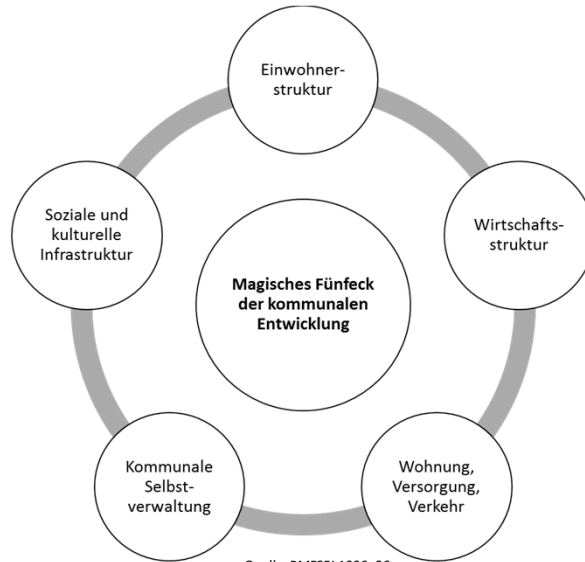 Einwohner-
struktur
Soziale und
kulturelle
Infrastruktur
Wirtschafts-
struktur
Magisches Fünfeck
der kommunalen
Entwicklung
Kommunale
Selbst-
verwaltung
Wohnung,
Versorgung,
Verkehr